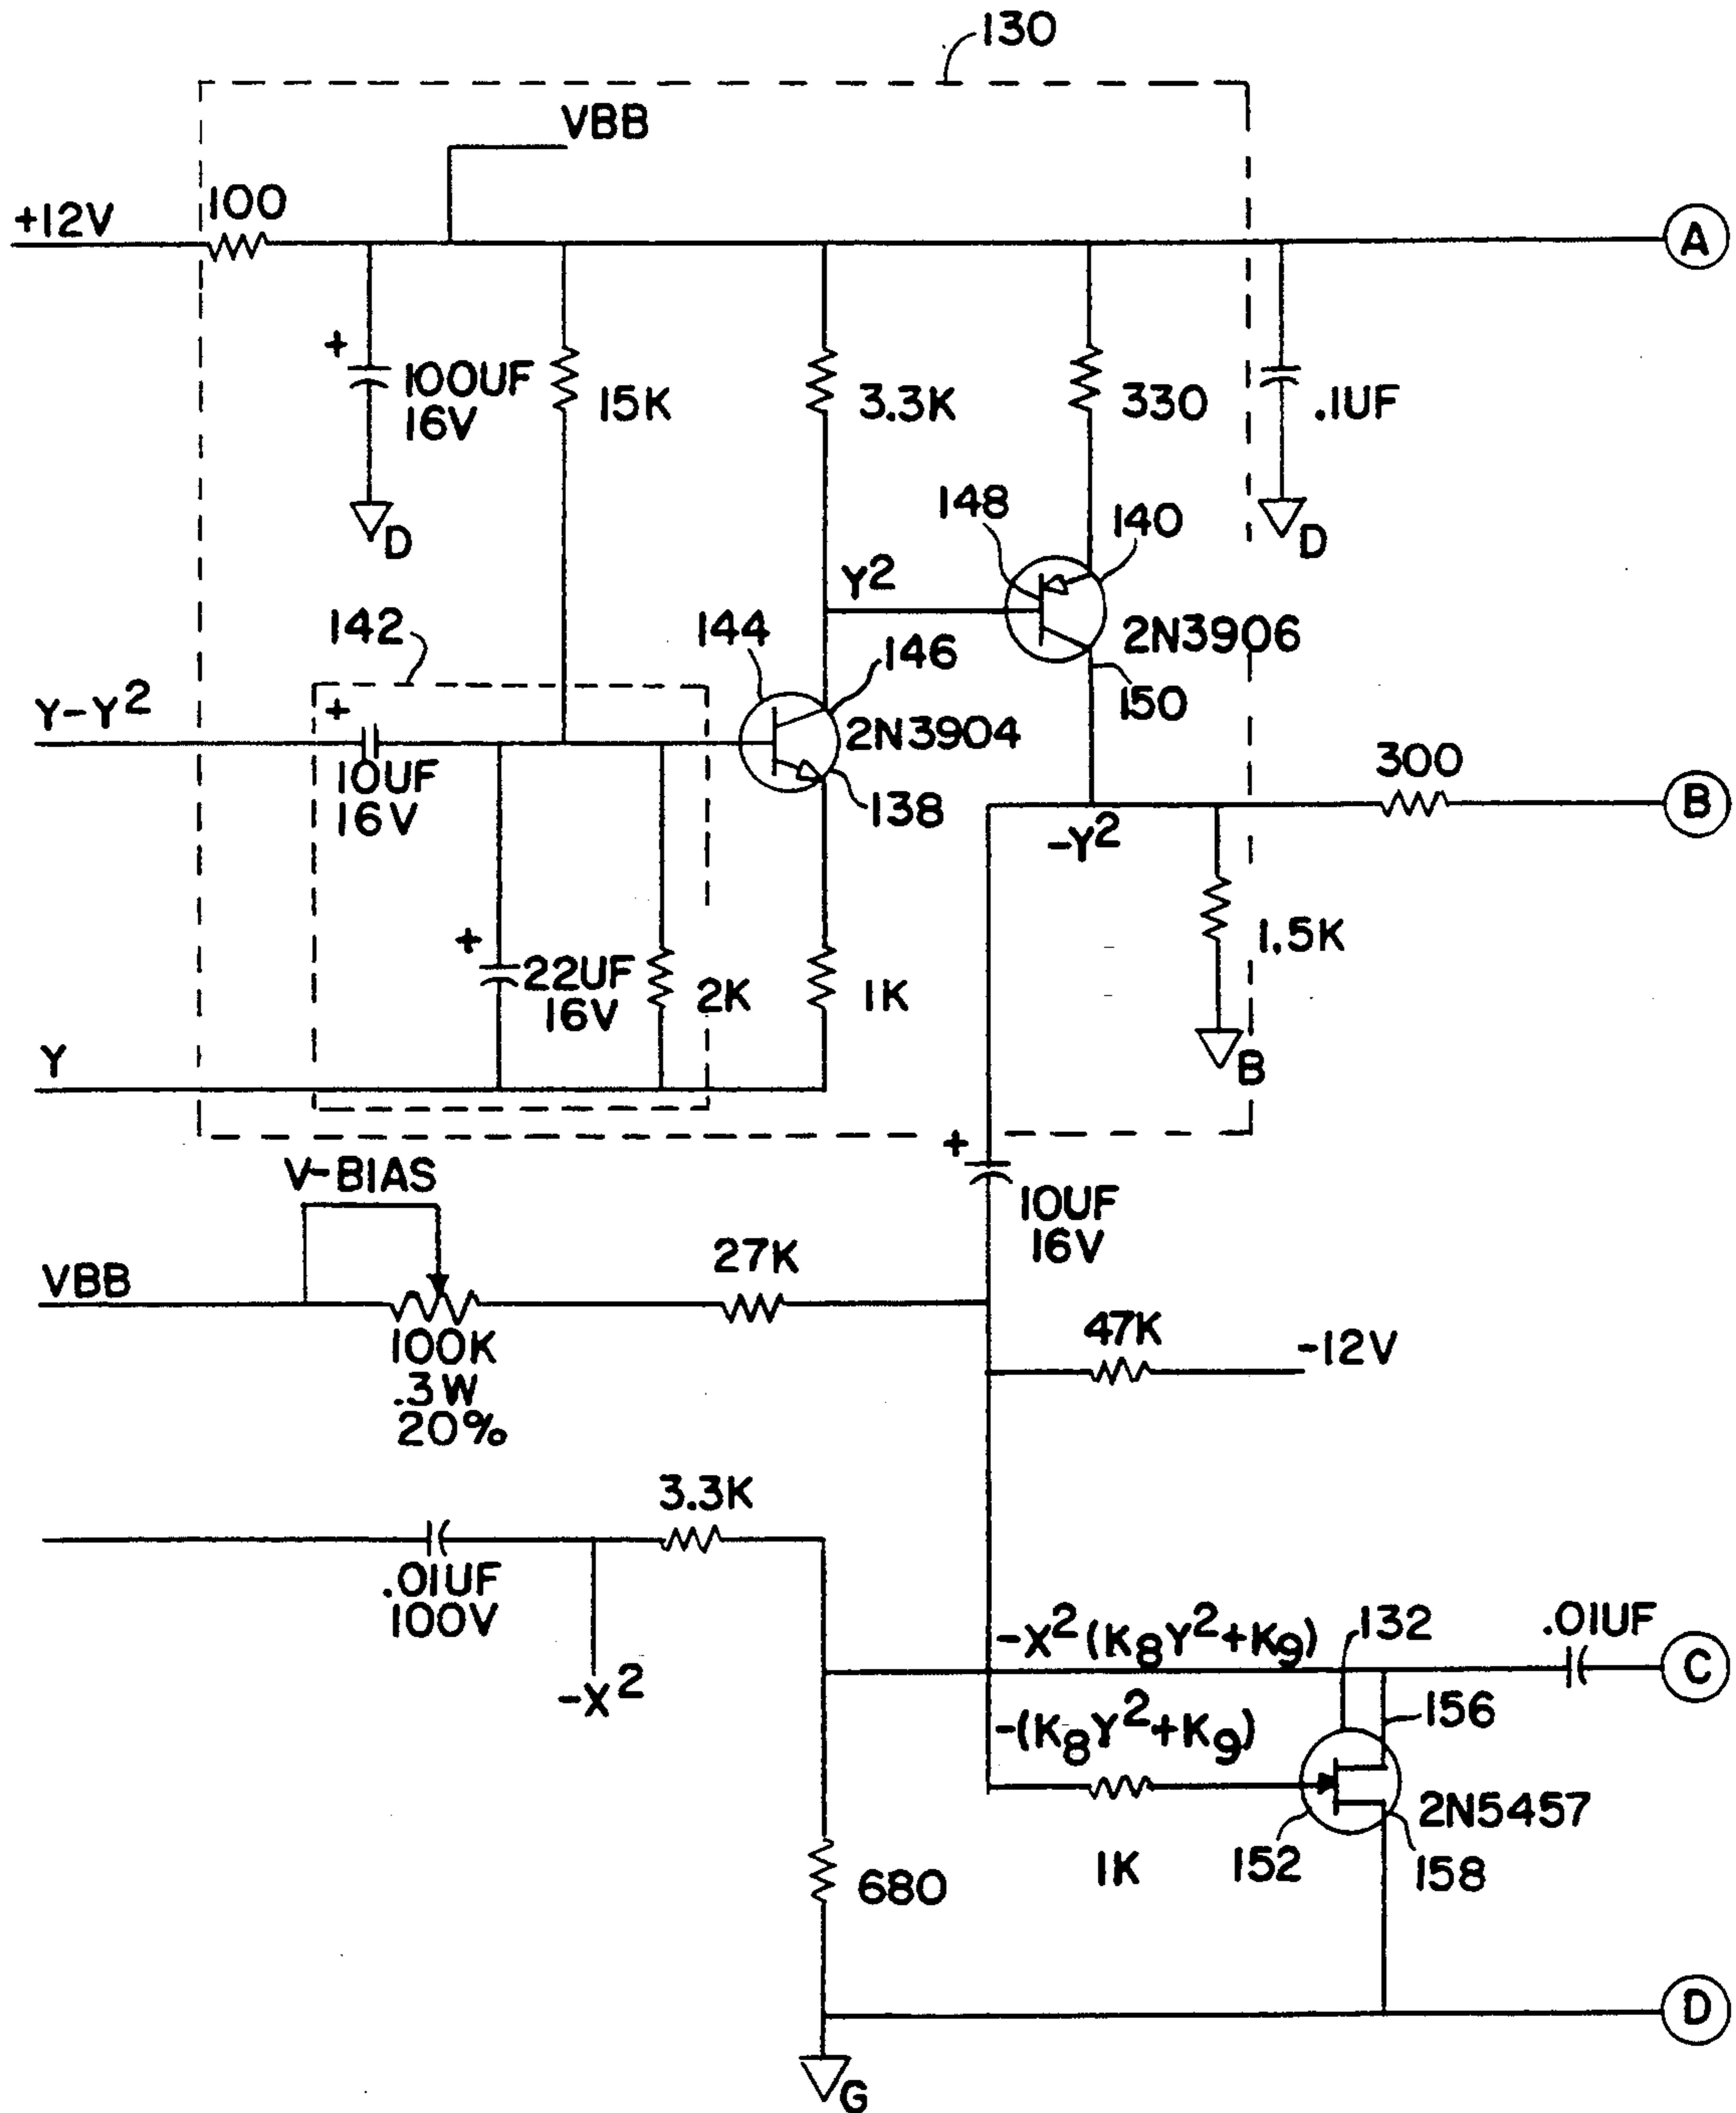 130
VBB
+12V
100
A
+
100UF
16V
15K
3.3K
330
.1UF
D
D
148
140
Y²
2N3906
142
144
146
150
Y-Y²
+
2N3904
10UF
16V
138
300
B
-Y²
+
22UF
16V
2K
1K
1.5K
B
Y
+
V-BIAS
10UF
16V
27K
VBB
47K
-12V
100K
.3W
20%
3.3K
.01UF
100V
-X²
-X²(K₈Y²+K₉)
132
.01UF
C
156
-(K₈Y²+K₉)
2N5457
152
158
1K
680
D
G